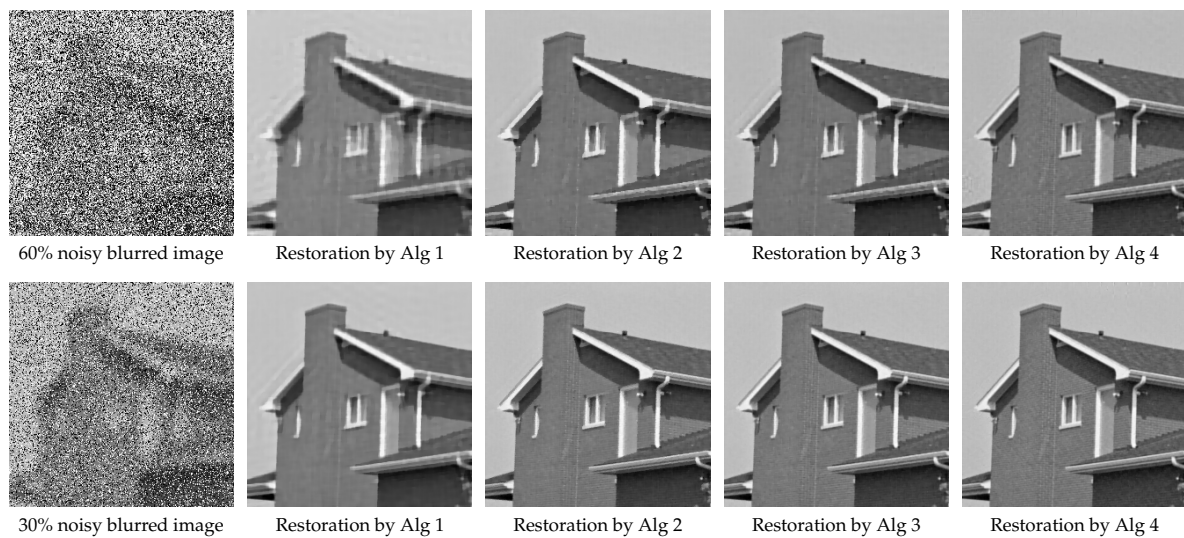 60% noisy blurred image
Restoration by Alg 1
Restoration by Alg 2
Restoration by Alg 3
Restoration by Alg 4
30% noisy blurred image
Restoration by Alg 1
Restoration by Alg 2
Restoration by Alg 3
Restoration by Alg 4